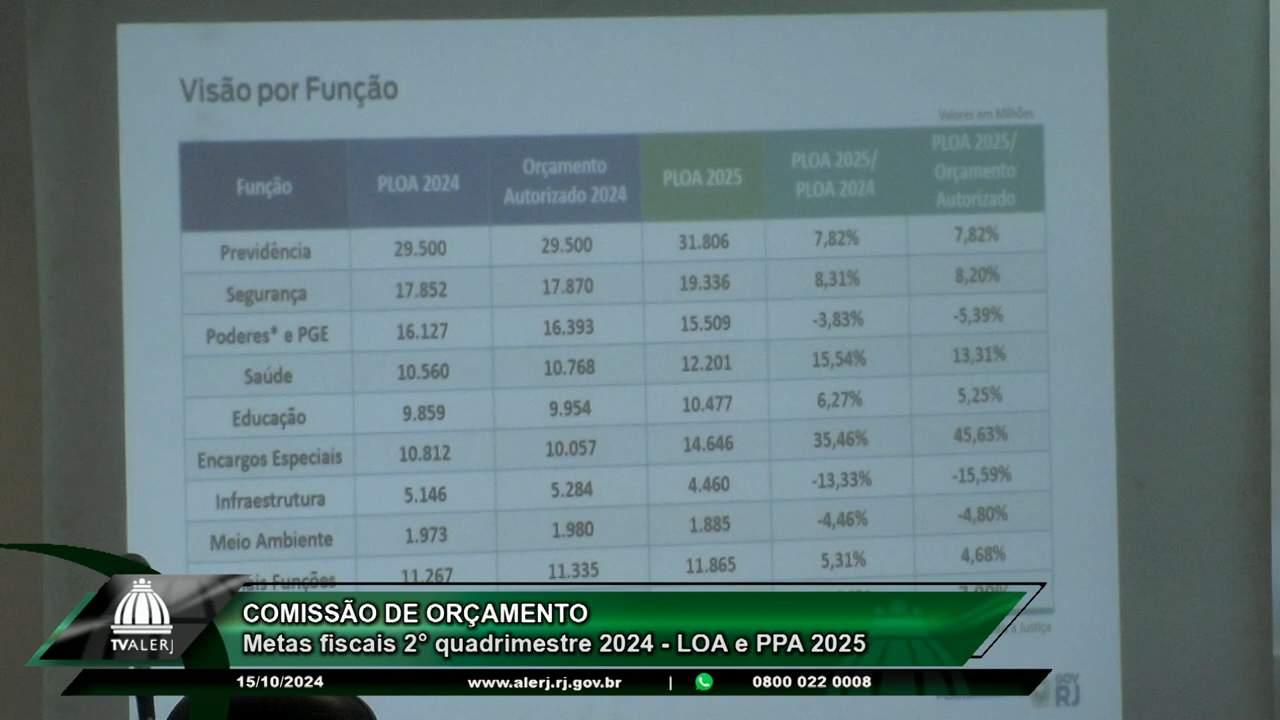 Visão por Função
Valores em Milhões
Função PLOA 2024 Orçamento Autorizado 2024 PLOA 2025 PLOA 2025/ PLOA 2024 PLOA 2025/ Orçamento Autorizado
Previdência 29.500 29.500 31.806 7,82% 7,82%
Segurança 17.852 17.870 19.336 8,31% 8,20%
Poderes* e PGE 16.127 16.393 15.509 -3,83% -5,39%
Saúde 10.560 10.768 12.201 15,54% 13,31%
Educação 9.859 9.954 10.477 6,27% 5,25%
Encargos Especiais 10.812 10.057 14.646 35,46% 45,63%
Infraestrutura 5.146 5.284 4.460 -13,33% -15,59%
Meio Ambiente 1.973 1.980 1.885 -4,46% -4,80%
Funções 11.267 11.335 11.865 5,31% 4,68%
Justiça
COMISSÃO DE ORÇAMENTO
Metas fiscais 2° quadrimestre 2024 - LOA e PPA 2025
TVALERJ
15/10/2024 www.alerj.rj.gov.br | 0800 022 0008
GOV
RJ